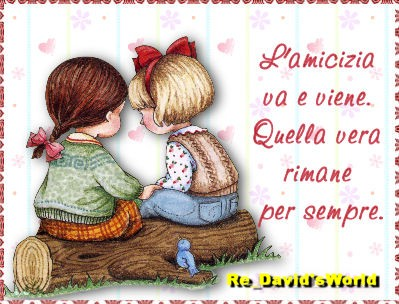 L'amicizia
va e viene.
Quella vera
rimane
per sempre.
Re_David'sWorld